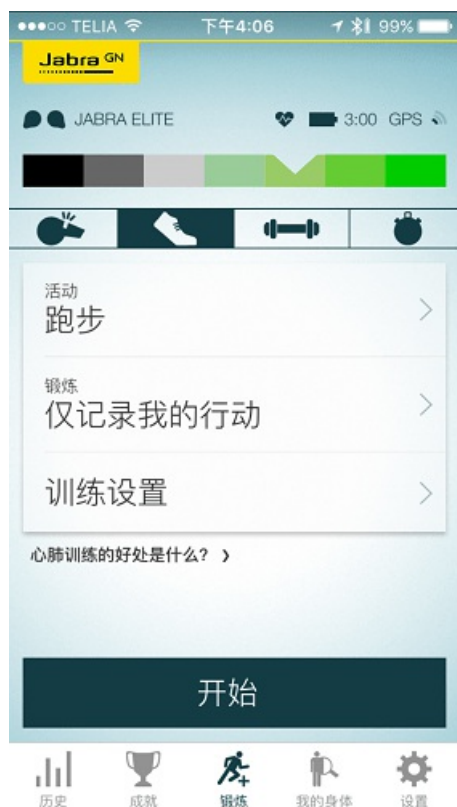 TELIA 下午4:06 99%
Jabra GN
JABRA ELITE 3:00 GPS
活动
跑步
锻炼
仅记录我的行动
训练设置
心肺训练的好处是什么？
开始
历史 成就 锻炼 我的身体 设置